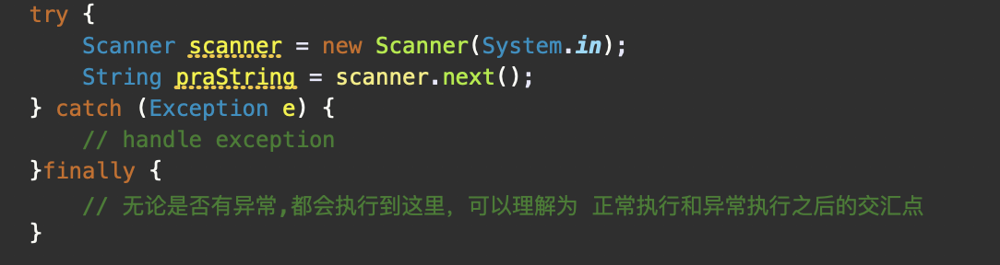 try {
    Scanner scanner = new Scanner(System.in);
    String praString = scanner.next();
} catch (Exception e) {
    // handle exception
}finally {
    // 无论是否有异常,都会执行到这里，可以理解为 正常执行和异常执行之后的交汇点
}